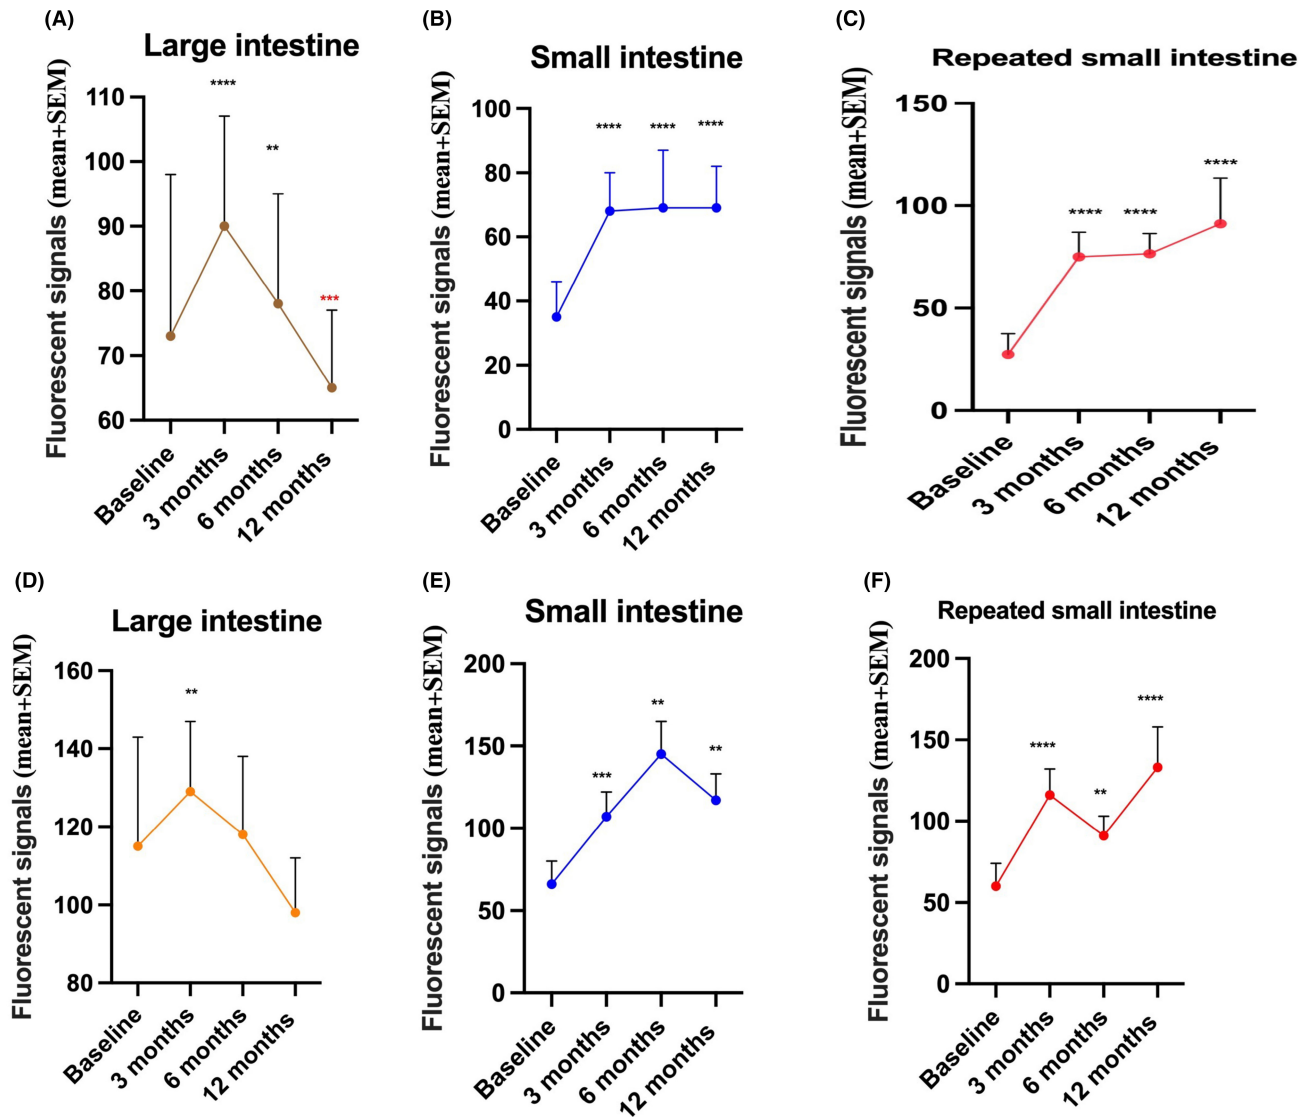 (A)
Large intestine
Fluorescent signals (mean+SEM)
110
100
90
80
70
60
****
**
***
Baseline
3 months
6 months
12 months
(B)
Small intestine
Fluorescent signals (mean+SEM)
100
80
60
40
20
0
****
****
****
Baseline
3 months
6 months
12 months
(C)
Repeated small intestine
Fluorescent signals (mean+SEM)
150
100
50
0
****
****
****
Baseline
3 months
6 months
12 months
(D)
Large intestine
Fluorescent signals (mean+SEM)
160
140
120
100
80
**
Baseline
3 months
6 months
12 months
(E)
Small intestine
Fluorescent signals (mean+SEM)
200
150
100
50
0
***
**
**
Baseline
3 months
6 months
12 months
(F)
Repeated small intestine
Fluorescent signals (mean+SEM)
200
150
100
50
0
****
**
****
Baseline
3 months
6 months
12 months